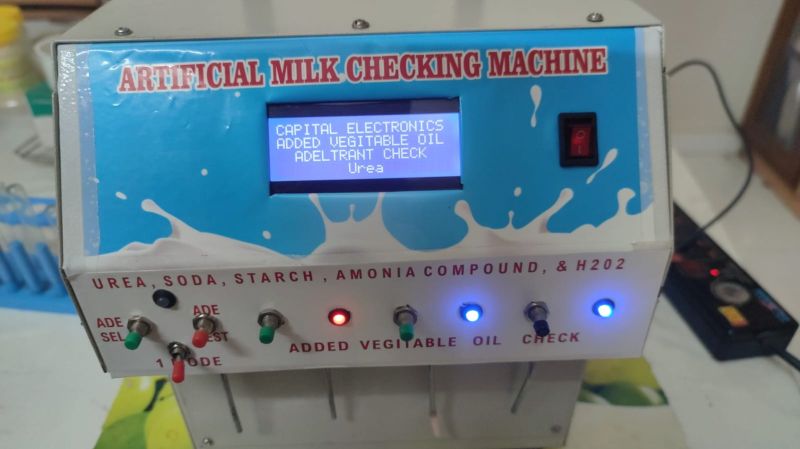 ARTIFICIAL MILK CHECKING MACHINE
CAPITAL ELECTRONICS
ADDED VEGITABLE OIL
ADELTRANT CHECK
Urea
UREA, SODA, STARCH, AMONIA COMPOUND, & H202
ADE
SEL
ADE
EST
1 MODE
ADDED VEGITABLE OIL CHECK